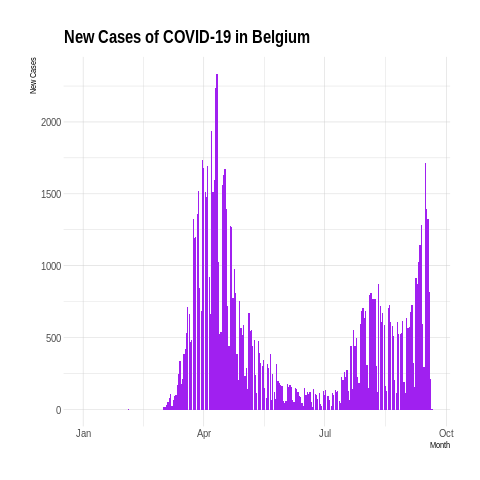 New Cases of COVID-19 in Belgium
New Cases
2000
1500
1000
500
0
Jan Apr Jul Oct
Month